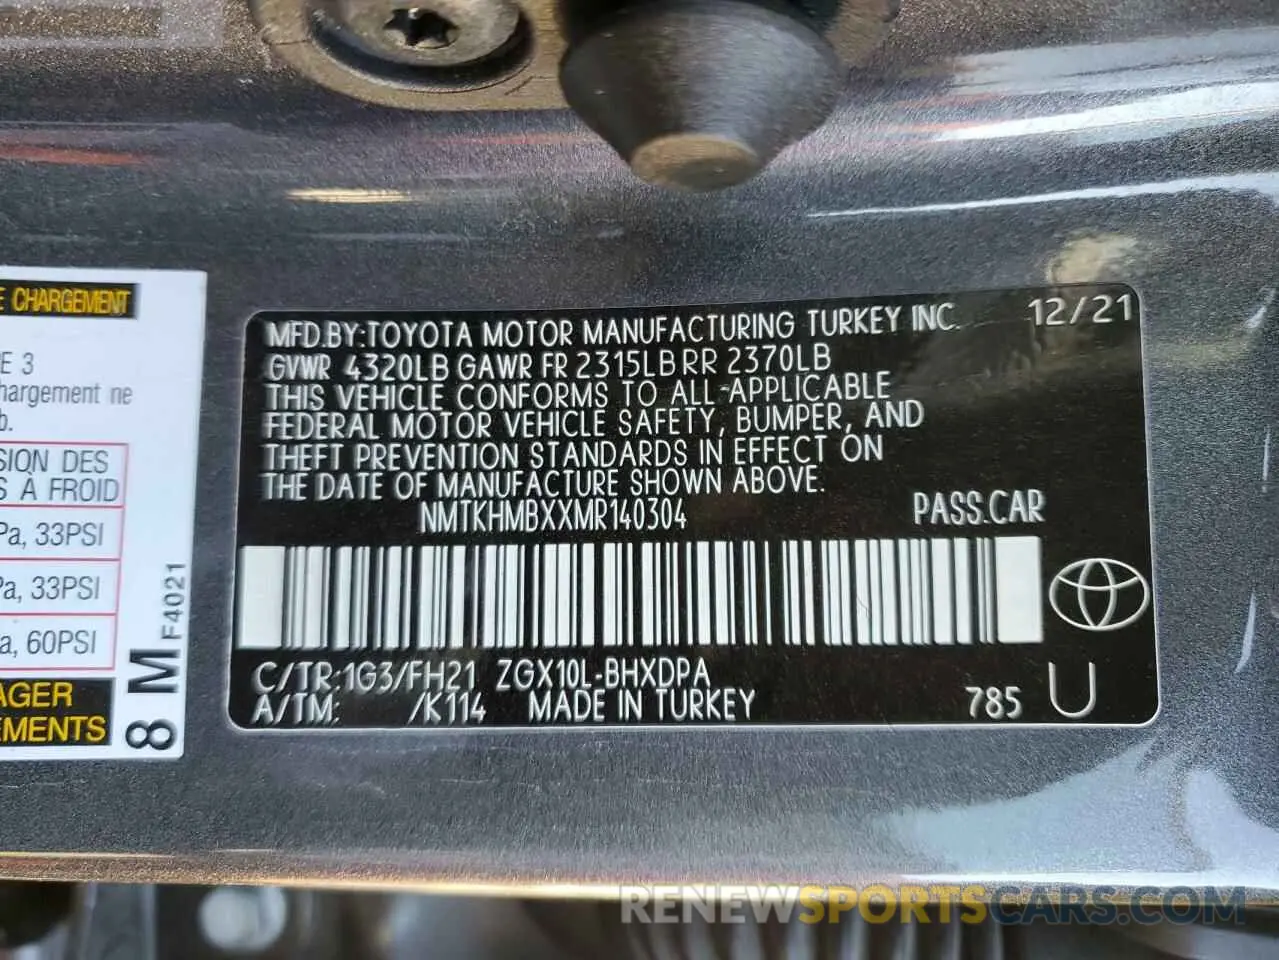 E CHARGEMENT
E 3
hargement ne
b.
SION DES
S A FROID
Pa, 33PSI
Pa, 33PSI
a, 60PSI
AGER
EMENTS
8 M F4021
MFD.BY:TOYOTA MOTOR MANUFACTURING TURKEY INC. 12/21
GVWR 4320LB GAWR FR 2315LB RR 2370LB
THIS VEHICLE CONFORMS TO ALL APPLICABLE
FEDERAL MOTOR VEHICLE SAFETY, BUMPER, AND
THEFT PREVENTION STANDARDS IN EFFECT ON
THE DATE OF MANUFACTURE SHOWN ABOVE.
NMTKHMBXXMR140304 PASS.CAR
C/TR:1G3/FH21 ZGX10L-BHXDPA
A/TM: /K114 MADE IN TURKEY 785 U
RENEWSPORTSCARS.COM